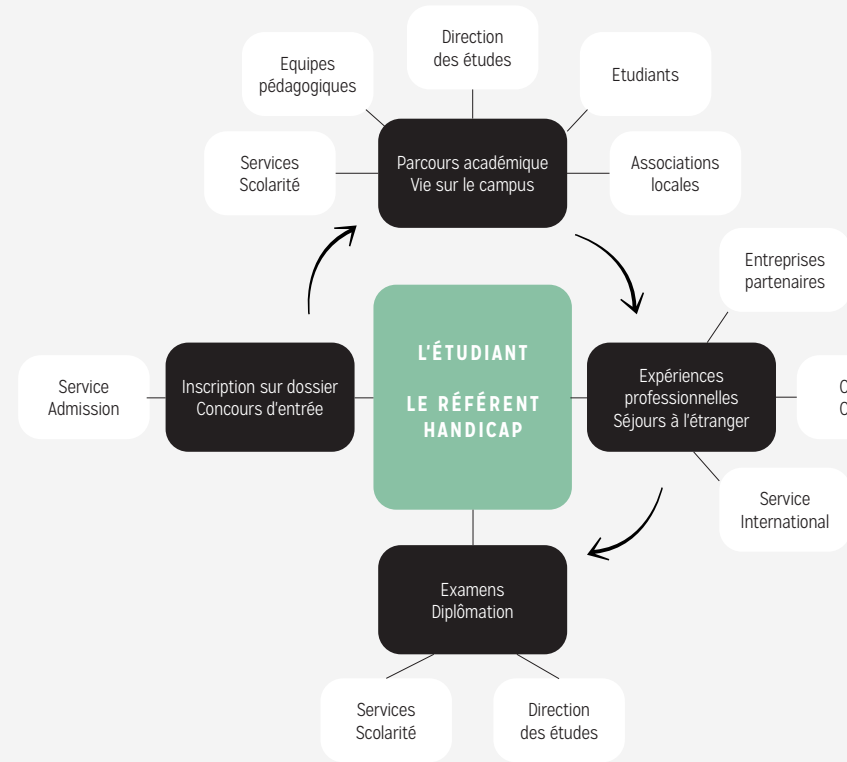 Direction
des études
Equipes
pédagogiques
Etudiants
Services
Scolarité
Parcours académique
Vie sur le campus
Associations
locales
Entreprises
partenaires
L'ÉTUDIANT
LE RÉFÉRENT
HANDICAP
Service
Admission
Inscription sur dossier
Concours d'entrée
Expériences
professionnelles
Séjours à l'étranger
Service
International
Examens
Diplômation
Services
Scolarité
Direction
des études